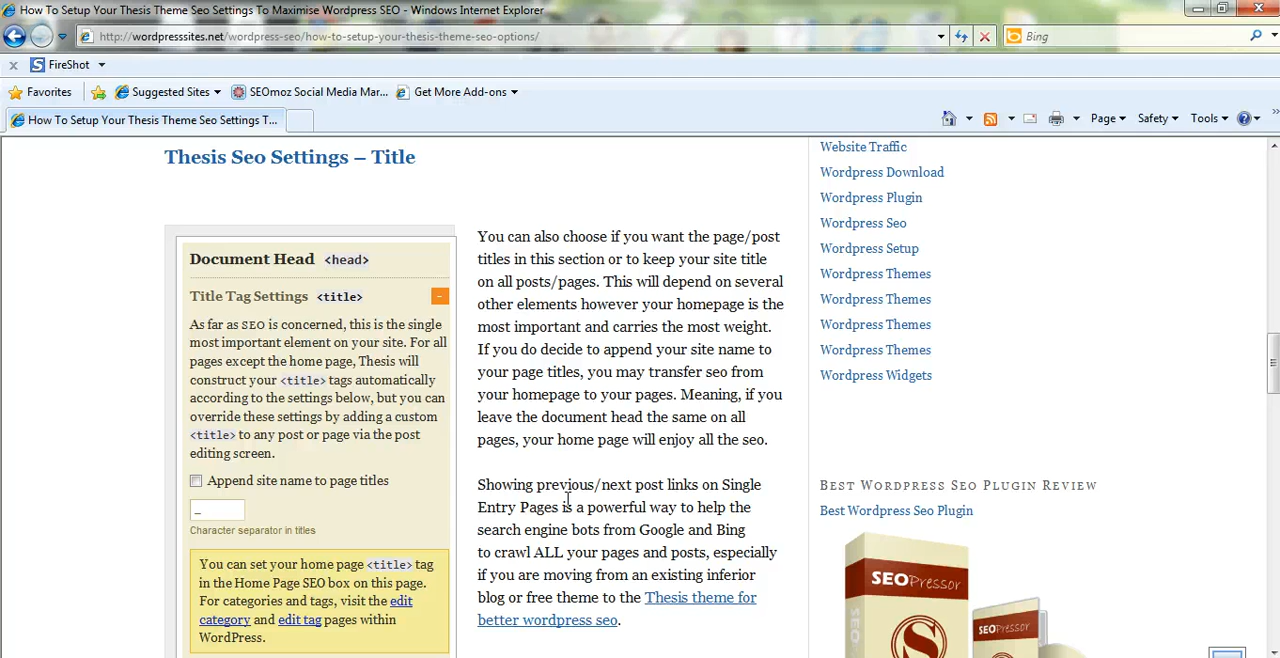 How To Setup Your Thesis Theme Seo Settings To Maximise Wordpress SEO - Windows Internet Explorer
http://wordpresssites.net/wordpress-seo/how-to-setup-your-thesis-theme-seo-options/
Bing
x FireShot
Favorites Suggested Sites SEOmoz Social Media Mar... Get More Add-ons
How To Setup Your Thesis Theme Seo Settings T...
Page Safety Tools
Thesis Seo Settings – Title
Document Head <head>
Title Tag Settings <title>
As far as SEO is concerned, this is the single
most important element on your site. For all
pages except the home page, Thesis will
construct your <title> tags automatically
according to the settings below, but you can
override these settings by adding a custom
<title> to any post or page via the post
editing screen.
Append site name to page titles
–
Character separator in titles
You can set your home page <title> tag
in the Home Page SEO box on this page.
For categories and tags, visit the edit
category and edit tag pages within
WordPress.
You can also choose if you want the page/post
titles in this section or to keep your site title
on all posts/pages. This will depend on several
other elements however your homepage is the
most important and carries the most weight.
If you do decide to append your site name to
your page titles, you may transfer seo from
your homepage to your pages. Meaning, if you
leave the document head the same on all
pages, your home page will enjoy all the seo.
Showing previous/next post links on Single
Entry Pages is a powerful way to help the
search engine bots from Google and Bing
to crawl ALL your pages and posts, especially
if you are moving from an existing inferior
blog or free theme to the Thesis theme for
better wordpress seo.
Website Traffic
Wordpress Download
Wordpress Plugin
Wordpress Seo
Wordpress Setup
Wordpress Themes
Wordpress Themes
Wordpress Themes
Wordpress Themes
Wordpress Widgets
BEST WORDPRESS SEO PLUGIN REVIEW
Best Wordpress Seo Plugin
SEOPressor
SEOPressor